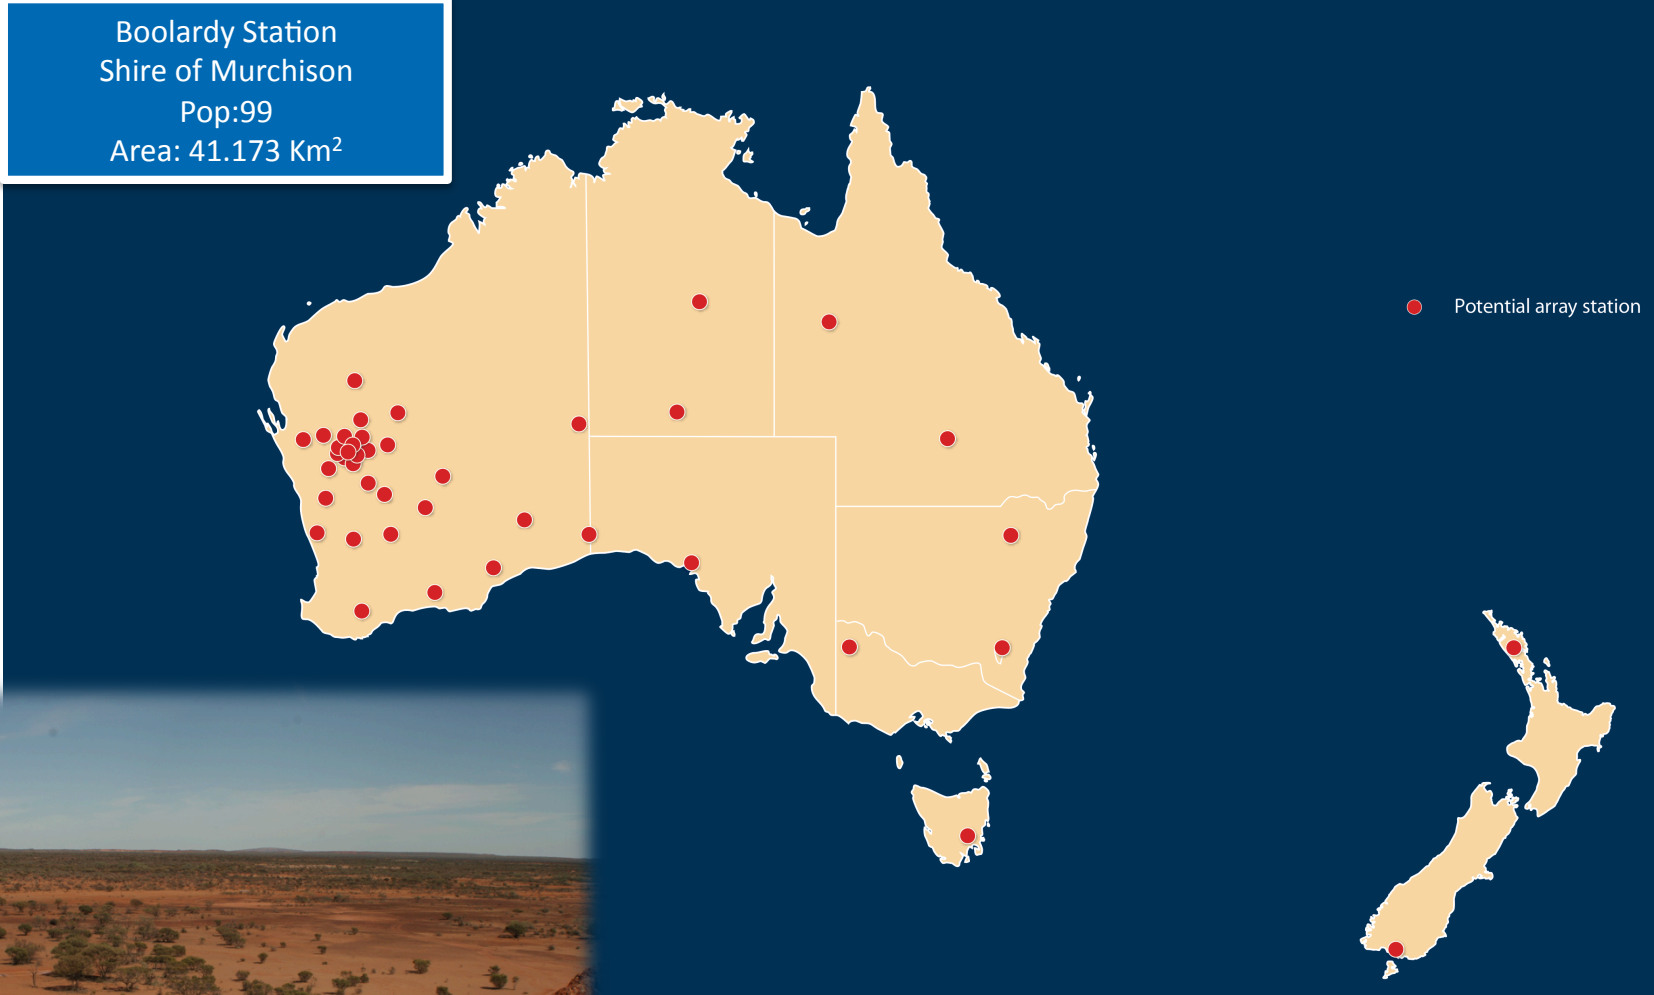 Boolardy Station
Shire of Murchison
Pop:99
Area: 41.173 Km²
Potential array station